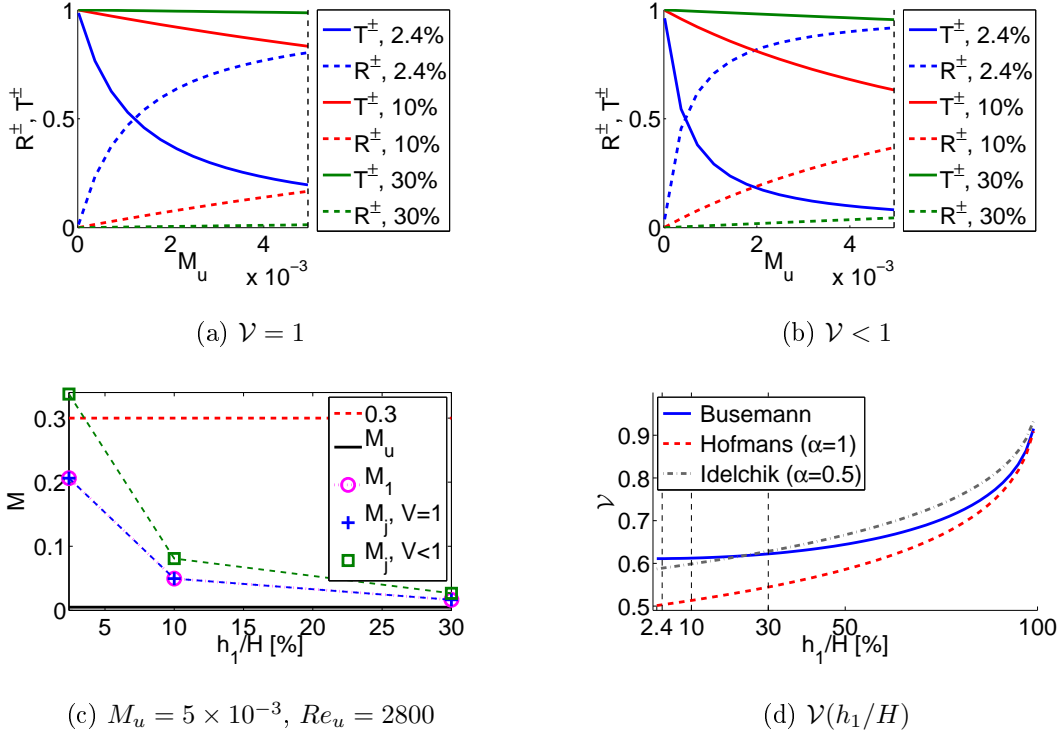 1
0.5
0
R±, T±
0
2
4
M_u
x 10⁻³
T±, 2.4%
R±, 2.4%
T±, 10%
R±, 10%
T±, 30%
R±, 30%
(a) 𝒱 = 1
1
0.5
0
R±, T±
0
2
4
M_u
x 10⁻³
T±, 2.4%
R±, 2.4%
T±, 10%
R±, 10%
T±, 30%
R±, 30%
(b) 𝒱 < 1
0.3
0.2
0.1
0
M
5 10 15 20 25 30
h₁/H [%]
0.3
M_u
M₁
M_j, V=1
M_j, V<1
(c) M_u = 5 × 10⁻³, Re_u = 2800
0.9
0.8
0.7
0.6
0.5
𝒱
2.4 10 30 50 100
h₁/H [%]
Busemann
Hofmans (α=1)
Idelchik (α=0.5)
(d) 𝒱(h₁/H)